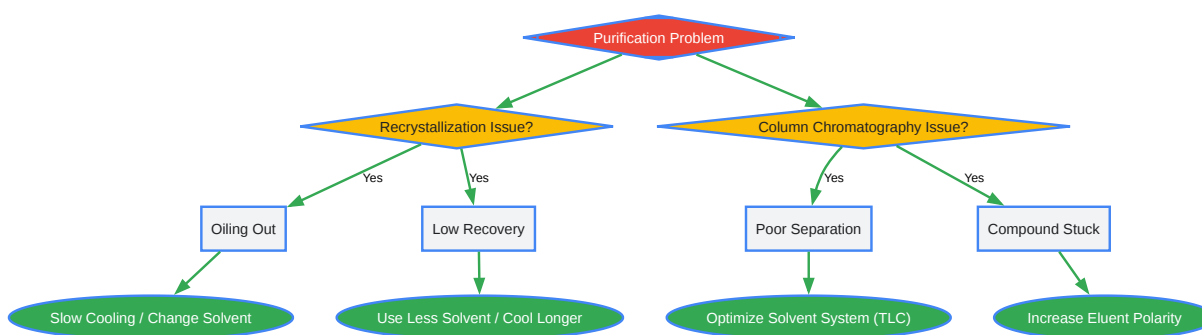 Purification Problem
Recrystallization Issue?
Column Chromatography Issue?
Yes
Yes
Yes
Yes
Oiling Out
Low Recovery
Poor Separation
Compound Stuck
Slow Cooling / Change Solvent
Use Less Solvent / Cool Longer
Optimize Solvent System (TLC)
Increase Eluent Polarity